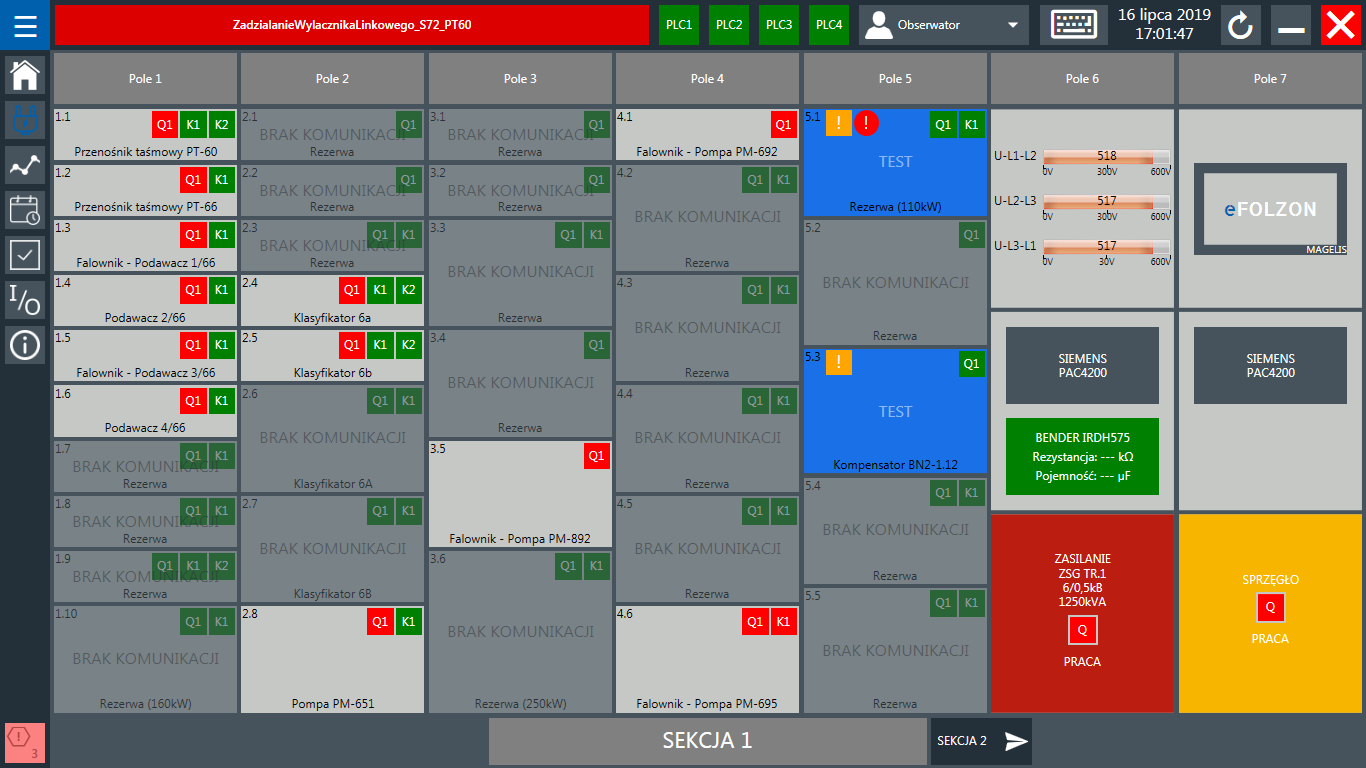 ZadzialanieWylacznikaLinkowego_S72_PT60
PLC1 PLC2 PLC3 PLC4
Obserwator
16 lipca 2019
17:01:47
Pole 1 Pole 2 Pole 3 Pole 4 Pole 5 Pole 6 Pole 7
1.1 Q1 K1 K2
Przenośnik taśmowy PT-60
1.2 Q1 K1
Przenośnik taśmowy PT-66
1.3 Q1 K1
Falownik - Podawacz 1/66
1.4 Q1 K1
Podawacz 2/66
1.5 Q1 K1
Falownik - Podawacz 3/66
1.6 Q1 K1
Podawacz 4/66
1.7 Q1 K1
BRAK KOMUNIKACJI
Rezerwa
1.8 Q1 K1
BRAK KOMUNIKACJI
Rezerwa
1.9 Q1 K1 K2
BRAK KOMUNIKACJI
Rezerwa
1.10 Q1 K1
BRAK KOMUNIKACJI
Rezerwa (160kW)
2.1 Q1
BRAK KOMUNIKACJI
Rezerwa
2.2 Q1
BRAK KOMUNIKACJI
Rezerwa
2.3 Q1 K1
BRAK KOMUNIKACJI
Rezerwa
2.4 Q1 K1 K2
Klasyfikator 6a
2.5 Q1 K1 K2
Klasyfikator 6b
2.6 Q1 K1
BRAK KOMUNIKACJI
Klasyfikator 6A
2.7 Q1 K1
BRAK KOMUNIKACJI
Klasyfikator 6B
2.8 Q1 K1
Pompa PM-651
3.1 Q1
BRAK KOMUNIKACJI
Rezerwa
3.2 Q1
BRAK KOMUNIKACJI
Rezerwa
3.3 Q1 K1
BRAK KOMUNIKACJI
Rezerwa
3.4 Q1
BRAK KOMUNIKACJI
Rezerwa
3.5 Q1
Falownik - Pompa PM-892
3.6 Q1 K1
BRAK KOMUNIKACJI
Rezerwa (250kW)
4.1 Q1
Falownik - Pompa PM-692
4.2 Q1 K1
BRAK KOMUNIKACJI
Rezerwa
4.3 Q1 K1
BRAK KOMUNIKACJI
Rezerwa
4.4 Q1 K1
BRAK KOMUNIKACJI
Rezerwa
4.5 Q1 K1
BRAK KOMUNIKACJI
Rezerwa
4.6 Q1 K1
Falownik - Pompa PM-695
5.1 ! ! Q1 K1
TEST
Rezerwa (110kW)
5.2 Q1
BRAK KOMUNIKACJI
Rezerwa
5.3 ! Q1
TEST
Kompensator BN2-1.12
5.4 Q1 K1
BRAK KOMUNIKACJI
Rezerwa
5.5 Q1 K1
BRAK KOMUNIKACJI
Rezerwa
U-L1-L2 518
0V 300V 600V
U-L2-L3 517
0V 300V 600V
U-L3-L1 517
0V 30V 600V
SIEMENS
PAC4200
BENDER IRDH575
Rezystancja: --- kΩ
Pojemność: --- µF
ZASILANIE
ZSG TR.1
6/0,5kB
1250kVA
Q
PRACA
eFOLZON
MAGELIS
SIEMENS
PAC4200
SPRZĘGŁO
Q
PRACA
I/O
! 3
SEKCJA 1
SEKCJA 2